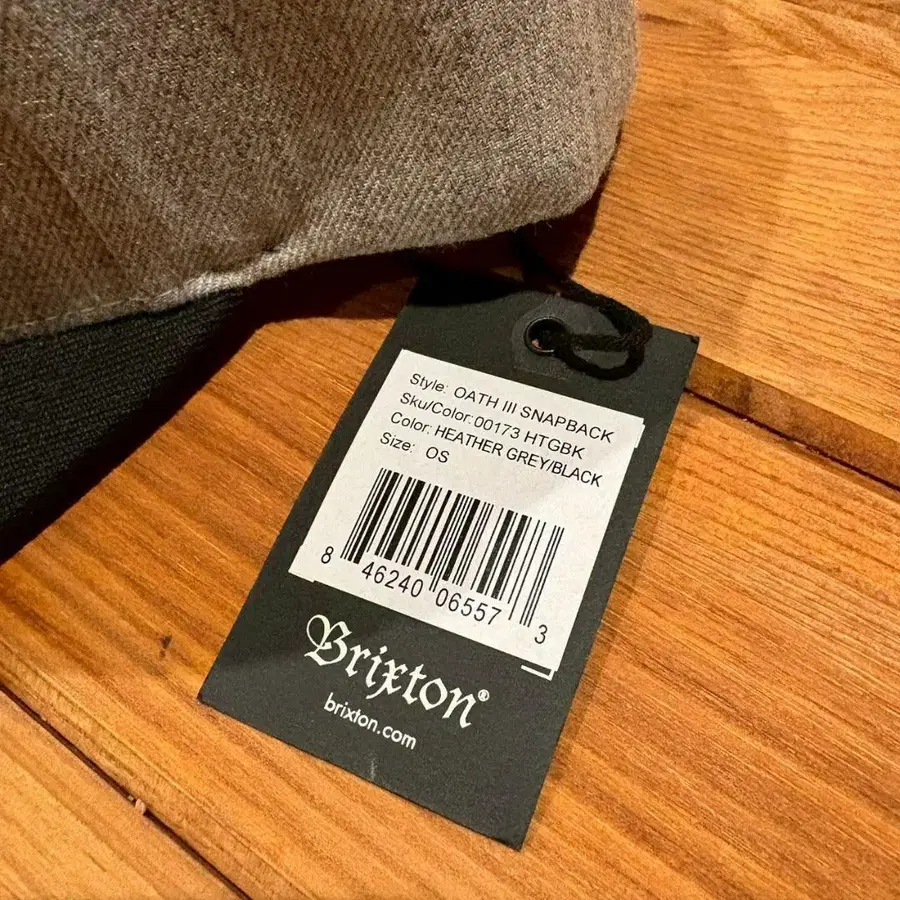 Style: OATH III SNAPBACK
Sku/Color: 00173 HTGBK
Color: HEATHER GREY/BLACK
Size: OS
8 46240 06557 3
Brixton®
brixton.com